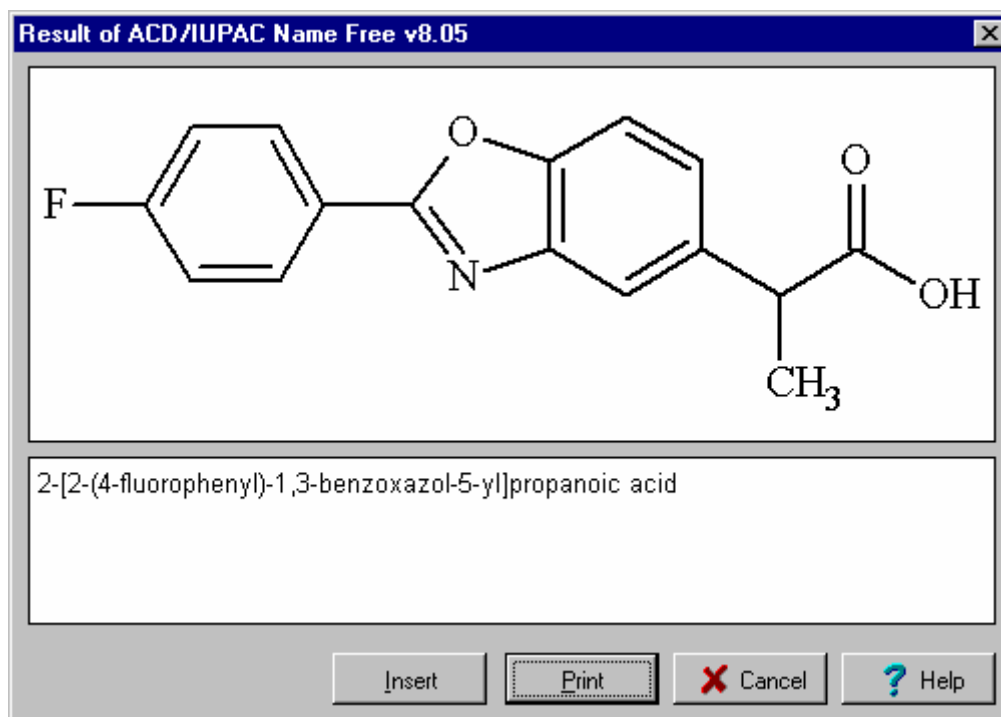 Result of ACD/IUPAC Name Free v8.05
O
O
F
N
OH
CH3
2-[2-(4-fluorophenyl)-1,3-benzoxazol-5-yl]propanoic acid
Insert
Print
Cancel
? Help